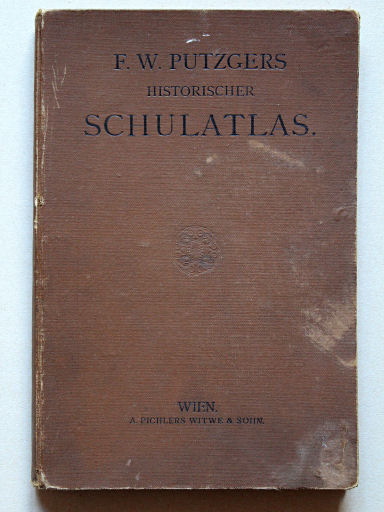 F. W. PUTZGERS
HISTORISCHER
SCHULATLAS.
WIEN.
A. PICHLERS WITWE & SOHN.